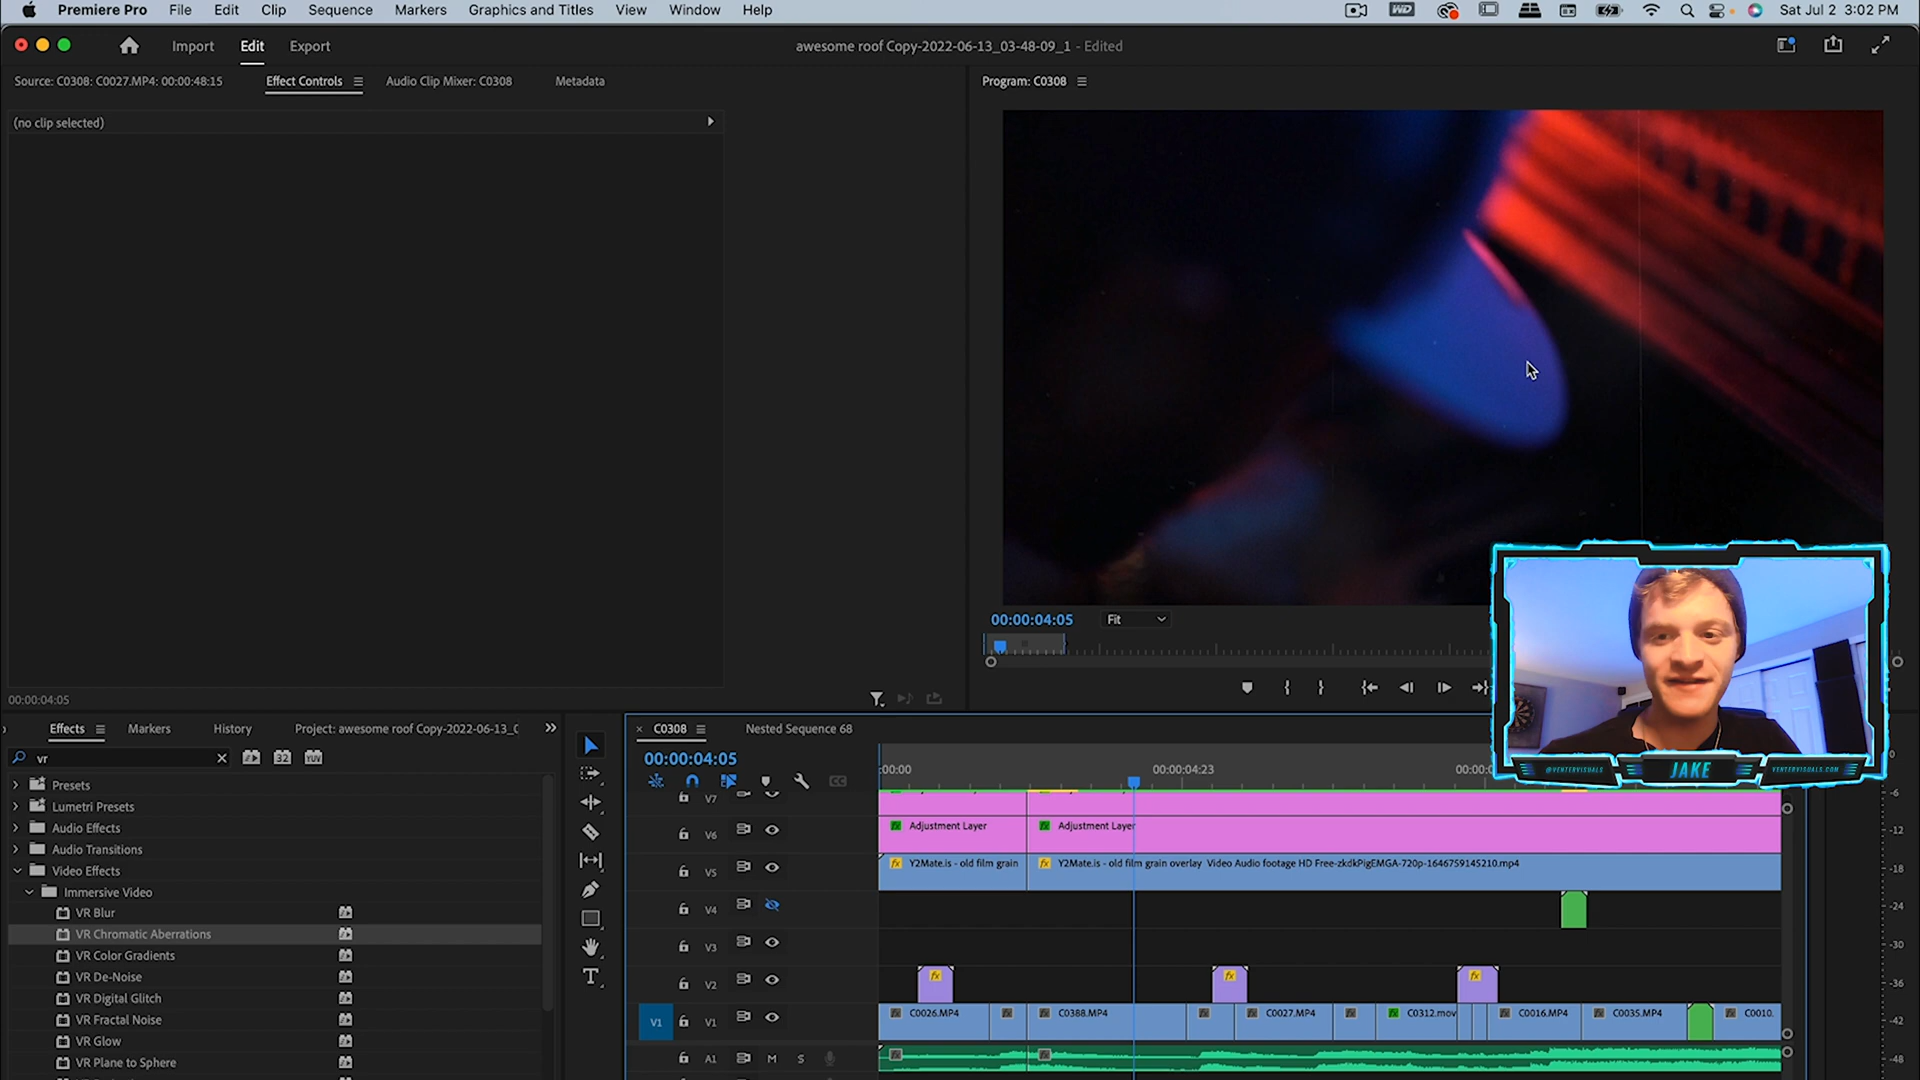 Premiere Pro File Edit Clip Sequence Markers Graphics and Titles View Window Help Sat Jul 2 3:02 PM
Import Edit Export awesome roof Copy-2022-06-13_03-48-09_1 - Edited
Source: C0308: C0027.MP4: 00:00:48:15 Effect Controls Audio Clip Mixer: C0308 Metadata Program: C0308
(no clip selected)
00:00:04:05 Fit
00:00:04:05
Effects Markers History Project: awesome roof Copy-2022-06-13_0
C0308 Nested Sequence 68
vr 32 YUV
00:00:04:05
:00:00 00:00:04:23 00:00:0
@VENTERVISUALS JAKE VENTERVISUALS.COM
Presets
Lumetri Presets
Audio Effects
Audio Transitions
Video Effects
Immersive Video
VR Blur
VR Chromatic Aberrations
VR Color Gradients
VR De-Noise
VR Digital Glitch
VR Fractal Noise
VR Glow
VR Plane to Sphere
V7
V6 Adjustment Layer Adjustment Layer
V5 Y2Mate.is - old film grain Y2Mate.is - old film grain overlay Video Audio footage HD Free-zkdkPigEMGA-720p-1646759145210.mp4
V4
V3
V2 fx fx fx
V1 V1 C0026.MP4 C0388.MP4 C0027.MP4 C0312.mov C0016.MP4 C0035.MP4 C0010.
A1 M S
-6
-12
-18
-24
-30
-36
-42
-48